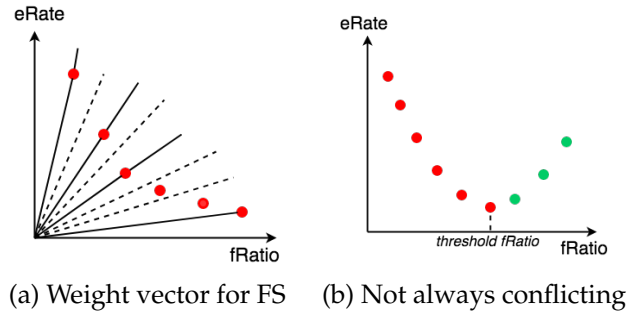 eRate
fRatio
(a) Weight vector for FS
eRate
threshold fRatio
fRatio
(b) Not always conflicting